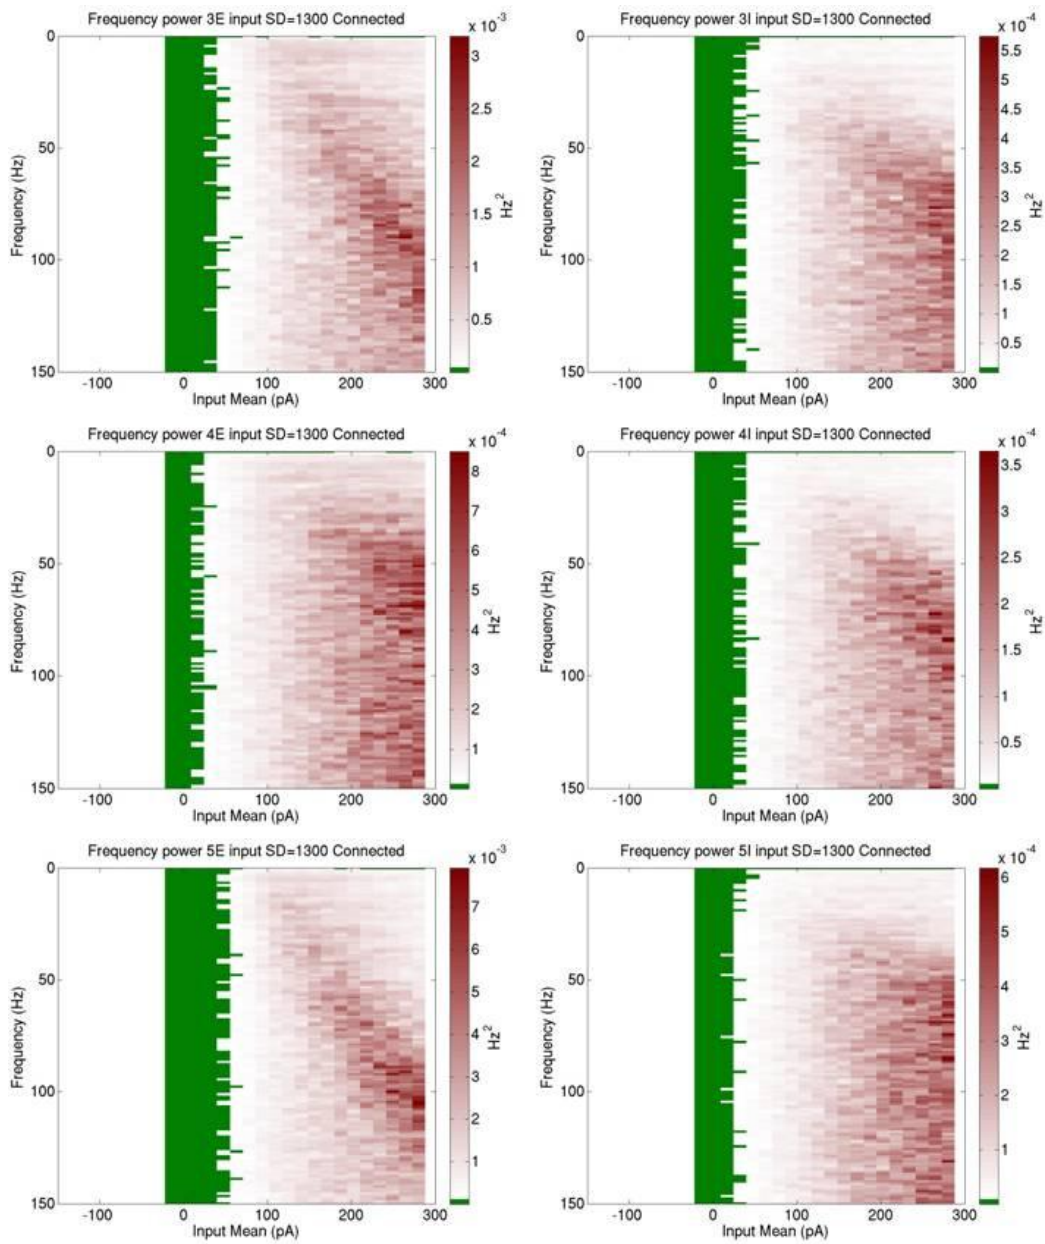 Frequency power 3E input SD=1300 Connected
x 10^-3
0
50
100
150
Frequency (Hz)
-100 0 100 200 300
Input Mean (pA)
3
2.5
2
1.5
1
0.5
Hz^2
Frequency power 3I input SD=1300 Connected
x 10^-4
0
50
100
150
Frequency (Hz)
-100 0 100 200 300
Input Mean (pA)
5.5
5
4.5
4
3.5
3
2.5
2
1.5
1
0.5
Hz^2
Frequency power 4E input SD=1300 Connected
x 10^-4
0
50
100
150
Frequency (Hz)
-100 0 100 200 300
Input Mean (pA)
8
7
6
5
4
3
2
1
Hz^2
Frequency power 4I input SD=1300 Connected
x 10^-4
0
50
100
150
Frequency (Hz)
-100 0 100 200 300
Input Mean (pA)
3.5
3
2.5
2
1.5
1
0.5
Hz^2
Frequency power 5E input SD=1300 Connected
x 10^-3
0
50
100
150
Frequency (Hz)
-100 0 100 200 300
Input Mean (pA)
7
6
5
4
3
2
1
Hz^2
Frequency power 5I input SD=1300 Connected
x 10^-4
0
50
100
150
Frequency (Hz)
-100 0 100 200 300
Input Mean (pA)
6
5
4
3
2
1
Hz^2